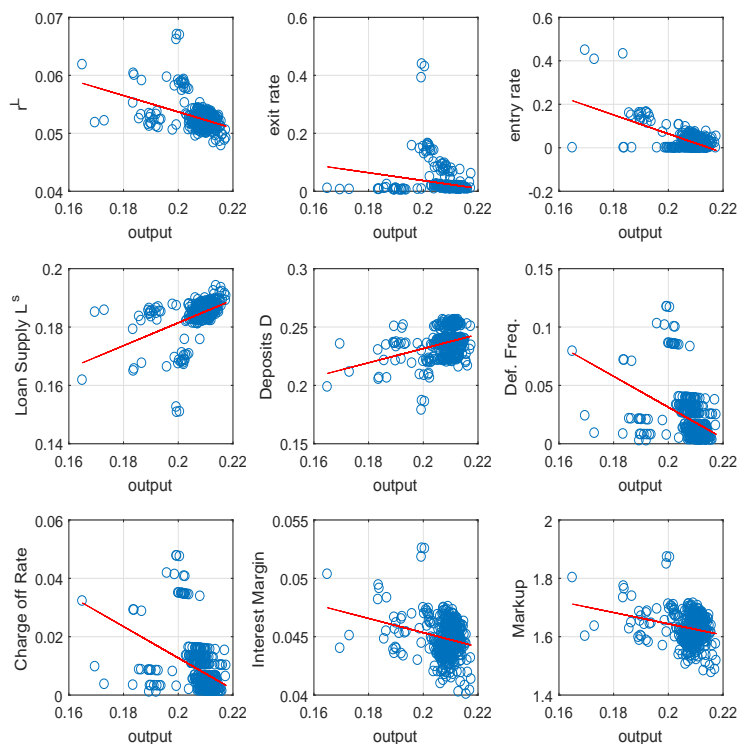 0.07
0.06
0.05
0.04
r^L
0.16 0.18 0.2 0.22
output
0.6
0.4
0.2
0
exit rate
0.16 0.18 0.2 0.22
output
0.6
0.4
0.2
0
-0.2
entry rate
0.16 0.18 0.2 0.22
output
0.2
0.18
0.16
0.14
Loan Supply L^s
0.16 0.18 0.2 0.22
output
0.3
0.25
0.2
0.15
Deposits D
0.16 0.18 0.2 0.22
output
0.15
0.1
0.05
0
Def. Freq.
0.16 0.18 0.2 0.22
output
0.06
0.04
0.02
0
Charge off Rate
0.16 0.18 0.2 0.22
output
0.055
0.05
0.045
0.04
Interest Margin
0.16 0.18 0.2 0.22
output
2
1.8
1.6
1.4
Markup
0.16 0.18 0.2 0.22
output